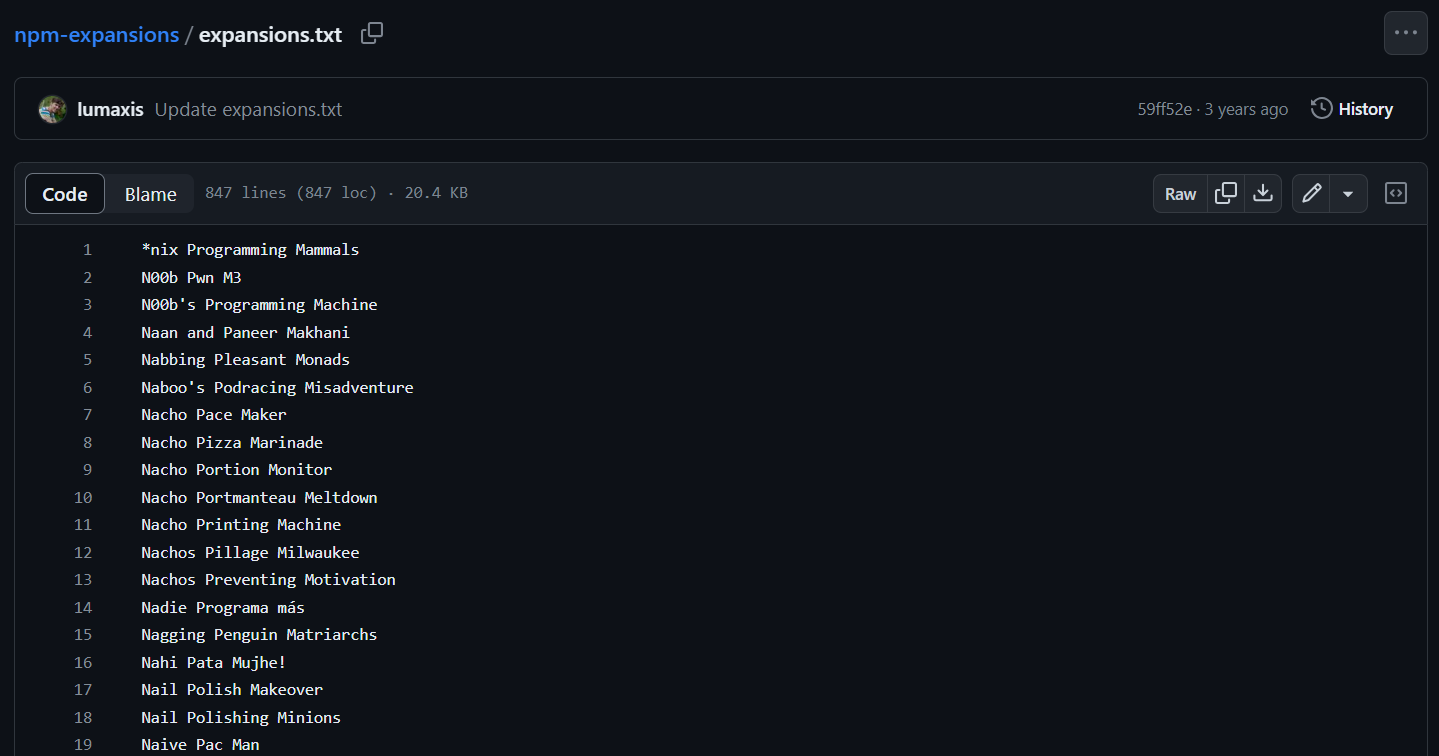 npm-expansions / expansions.txt
lumaxis Update expansions.txt 59ff52e · 3 years ago History
Code Blame 847 lines (847 loc) · 20.4 KB Raw
1 *nix Programming Mammals
2 N00b Pwn M3
3 N00b's Programming Machine
4 Naan and Paneer Makhani
5 Nabbing Pleasant Monads
6 Naboo's Podracing Misadventure
7 Nacho Pace Maker
8 Nacho Pizza Marinade
9 Nacho Portion Monitor
10 Nacho Portmanteau Meltdown
11 Nacho Printing Machine
12 Nachos Pillage Milwaukee
13 Nachos Preventing Motivation
14 Nadie Programa más
15 Nagging Penguin Matriarchs
16 Nahi Pata Mujhe!
17 Nail Polish Makeover
18 Nail Polishing Minions
19 Naive Pac Man